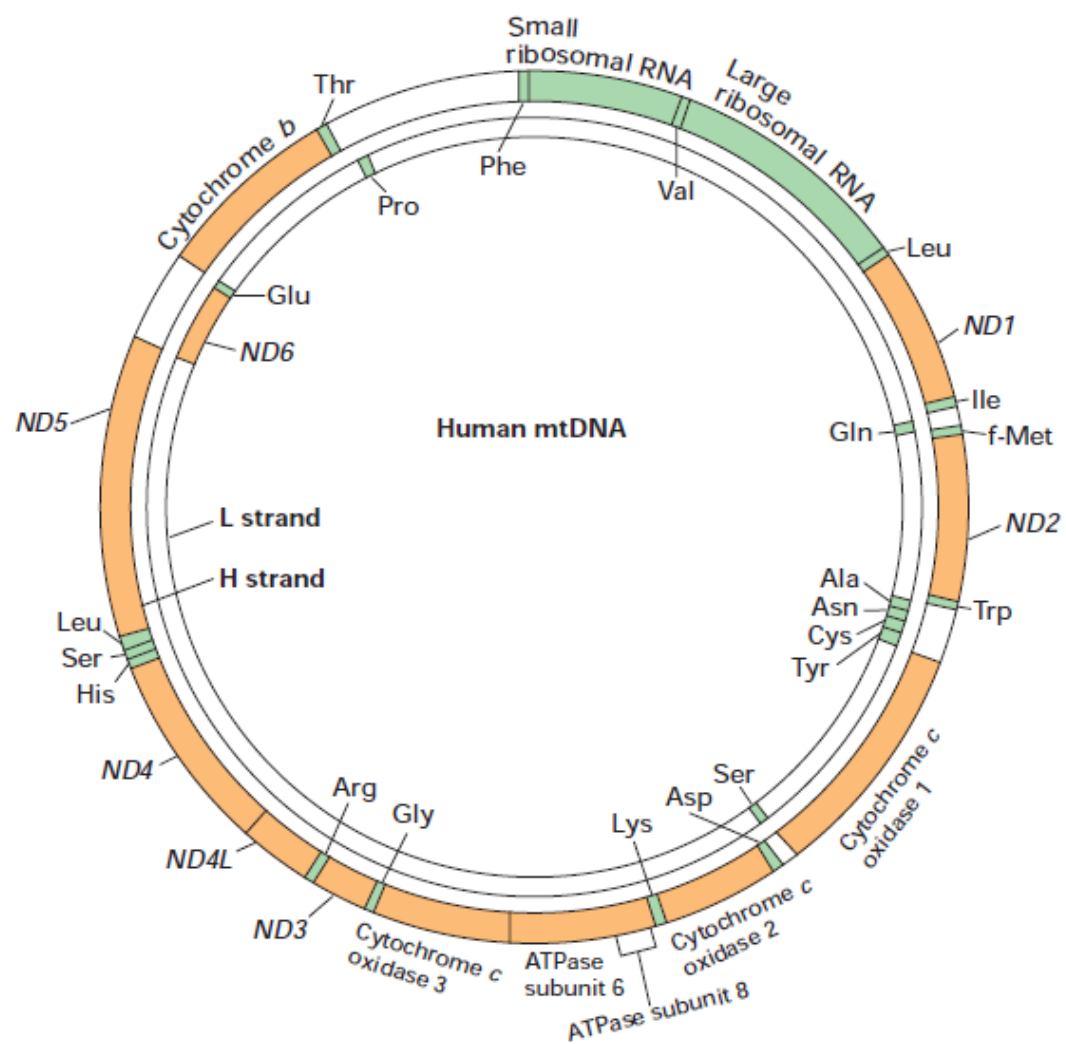 Small
ribosomal RNA
Large
ribosomal RNA
Thr
Cytochrome b
Phe
Val
Pro
Leu
Glu
ND1
ND6
Ile
ND5
Human mtDNA
Gln
f-Met
L strand
ND2
H strand
Ala
Asn
Trp
Leu
Cys
Ser
Tyr
His
ND4
Ser
Arg
Asp
Cytochrome c
oxidase 1
Gly
Lys
ND4L
ND3
Cytochrome c
oxidase 3
ATPase
subunit 6
Cytochrome c
oxidase 2
ATPase subunit 8